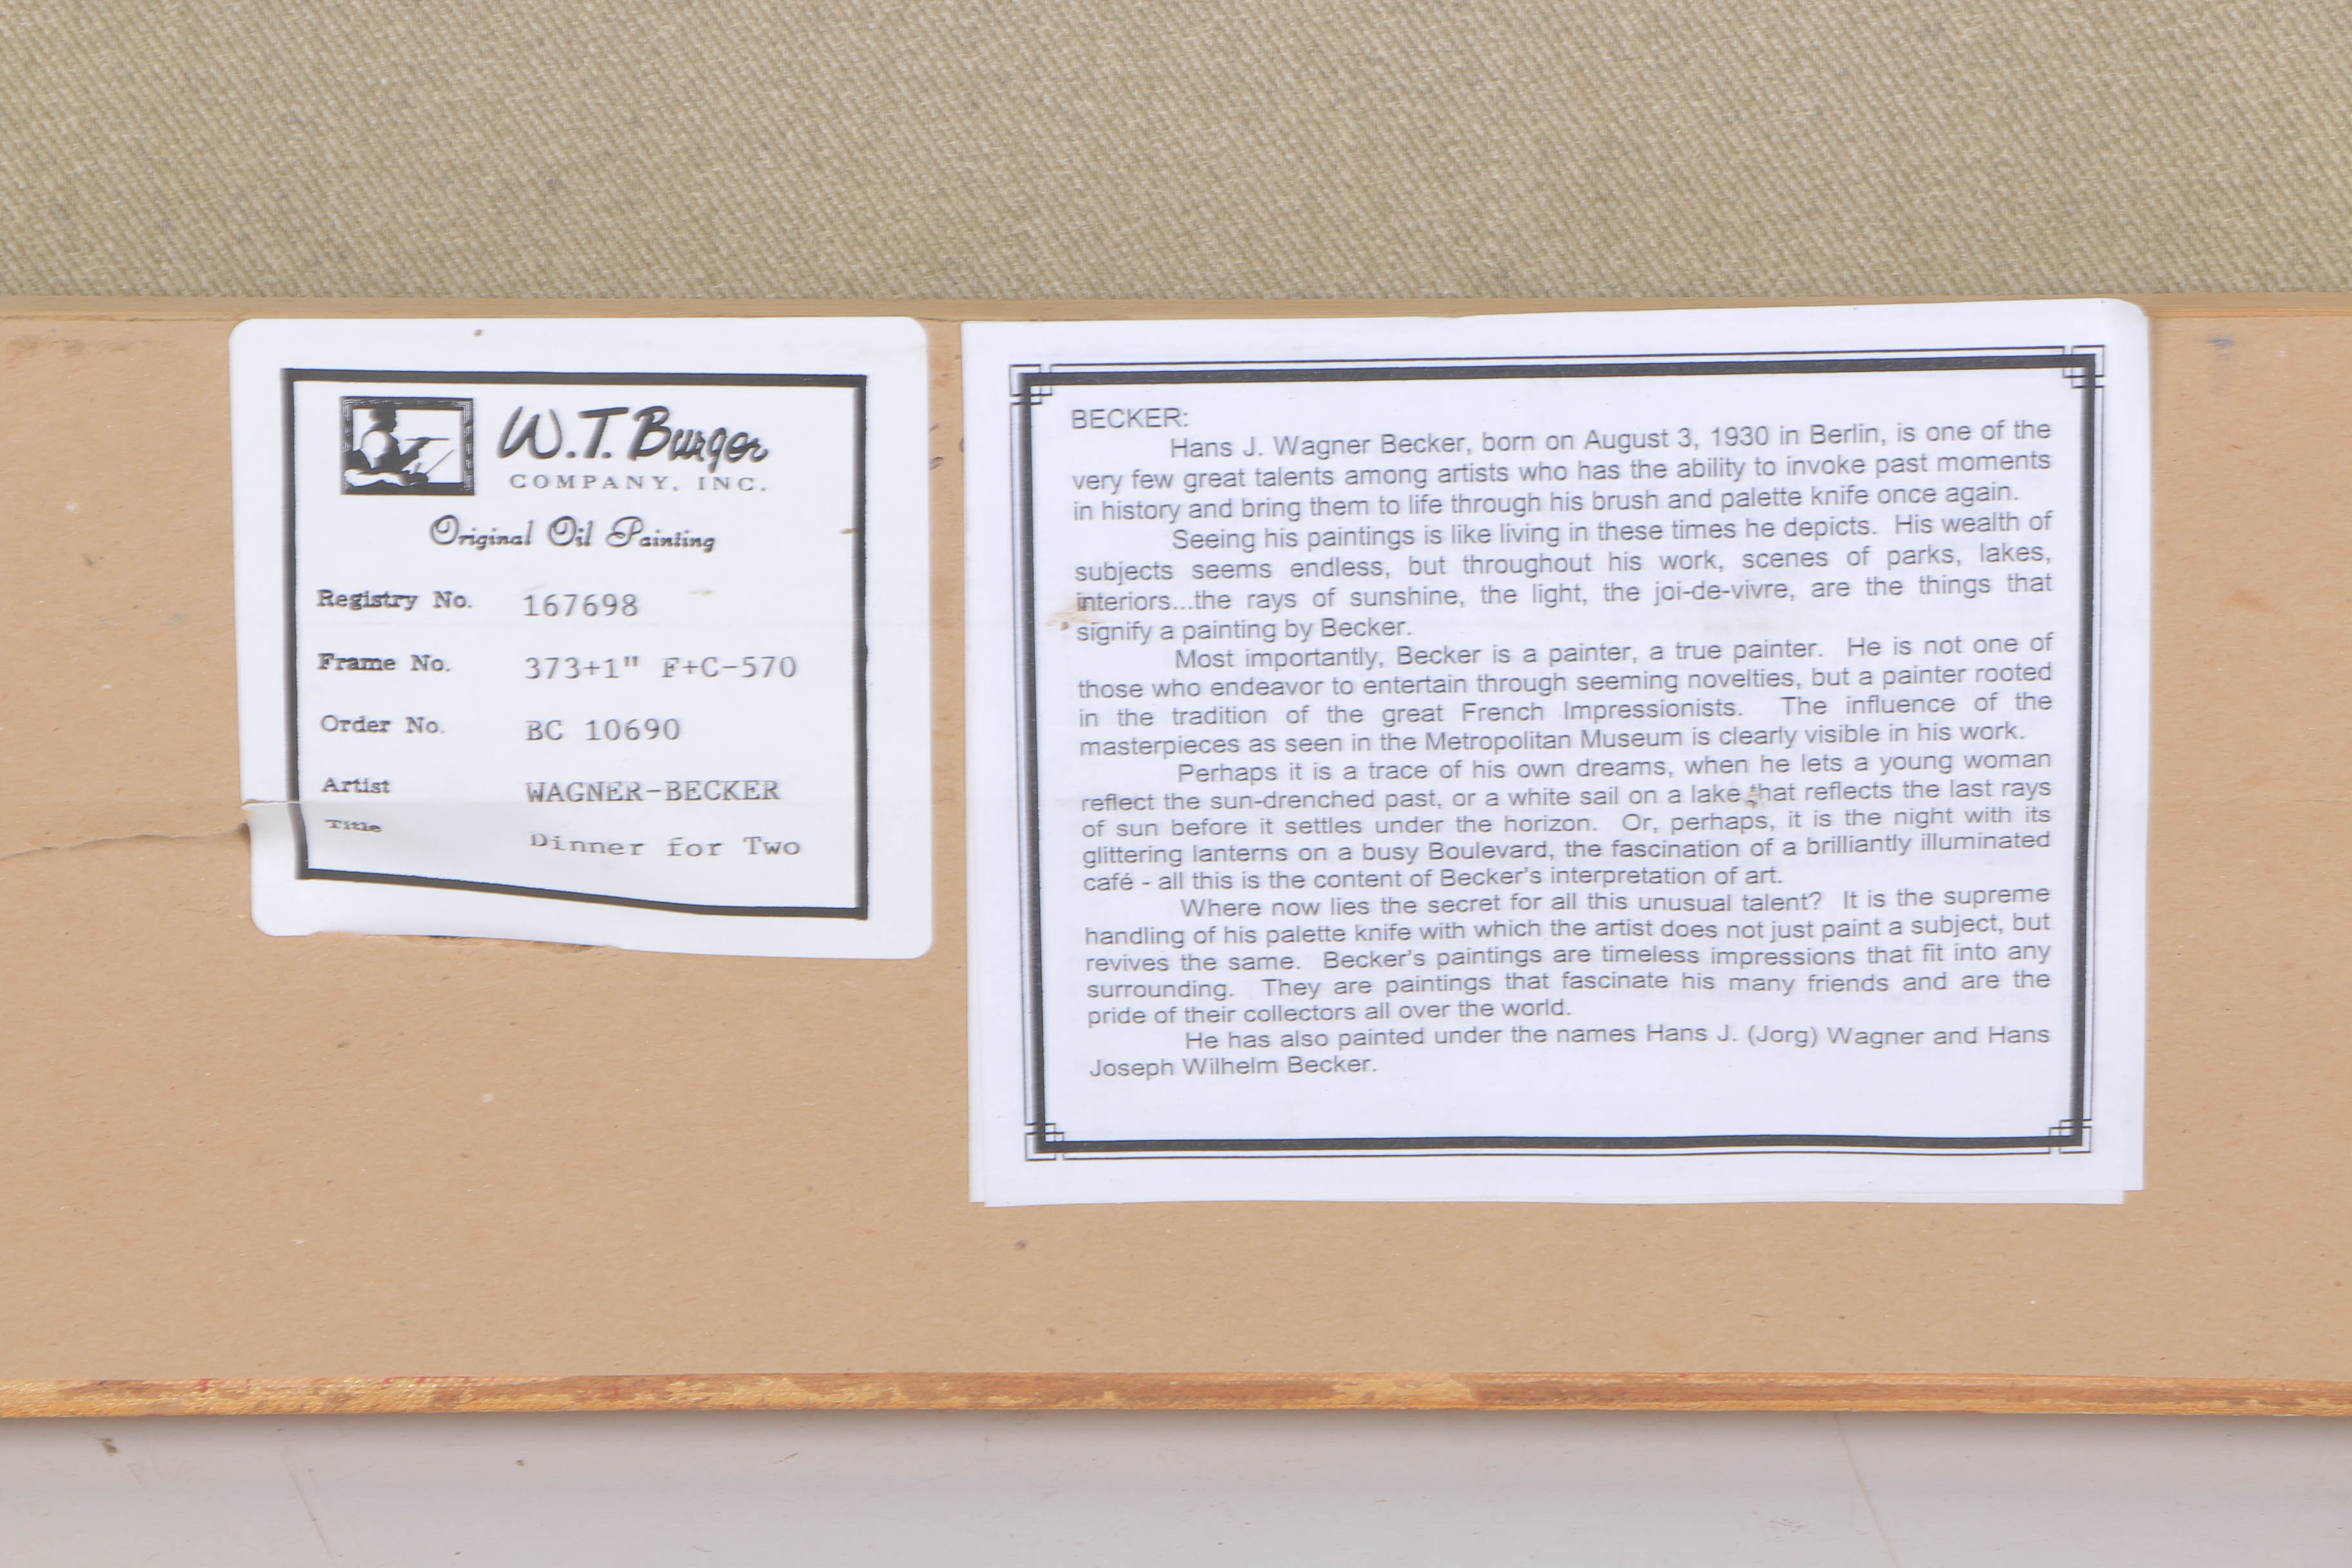 W.T. Burger
COMPANY, INC.
Original Oil Painting
Registry No. 167698
Frame No. 373+1" F+C-570
Order No. BC 10690
Artist WAGNER-BECKER
Title Dinner for Two
BECKER:
Hans J. Wagner Becker, born on August 3, 1930 in Berlin, is one of the
very few great talents among artists who has the ability to invoke past moments
in history and bring them to life through his brush and palette knife once again.
Seeing his paintings is like living in these times he depicts. His wealth of
subjects seems endless, but throughout his work, scenes of parks, lakes,
interiors...the rays of sunshine, the light, the joi-de-vivre, are the things that
signify a painting by Becker.
Most importantly, Becker is a painter, a true painter. He is not one of
those who endeavor to entertain through seeming novelties, but a painter rooted
in the tradition of the great French Impressionists. The influence of the
masterpieces as seen in the Metropolitan Museum is clearly visible in his work.
Perhaps it is a trace of his own dreams, when he lets a young woman
reflect the sun-drenched past, or a white sail on a lake that reflects the last rays
of sun before it settles under the horizon. Or, perhaps, it is the night with its
glittering lanterns on a busy Boulevard, the fascination of a brilliantly illuminated
café - all this is the content of Becker's interpretation of art.
Where now lies the secret for all this unusual talent? It is the supreme
handling of his palette knife with which the artist does not just paint a subject, but
revives the same. Becker's paintings are timeless impressions that fit into any
surrounding. They are paintings that fascinate his many friends and are the
pride of their collectors all over the world.
He has also painted under the names Hans J. (Jorg) Wagner and Hans
Joseph Wilhelm Becker.